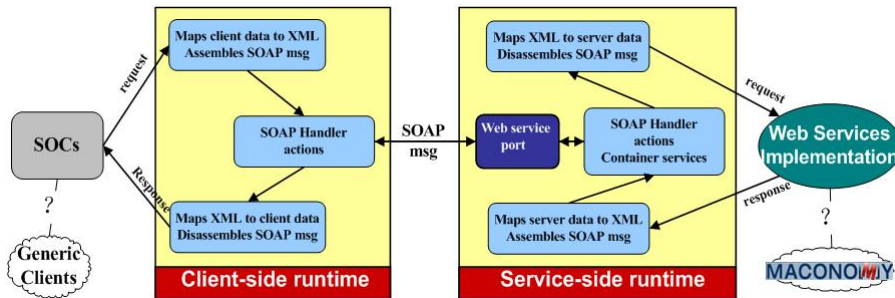 Maps client data to XML
Assembles SOAP msg
request
SOCs
SOAP Handler
actions
Response
Maps XML to client data
Disassembles SOAP msg
?
Generic
Clients
Client-side runtime
SOAP
msg
Maps XML to server data
Disassembles SOAP msg
request
Web service
port
SOAP Handler
actions
Container services
Web Services
Implementation
response
Maps server data to XML
Assembles SOAP msg
?
MACONOMY
Service-side runtime